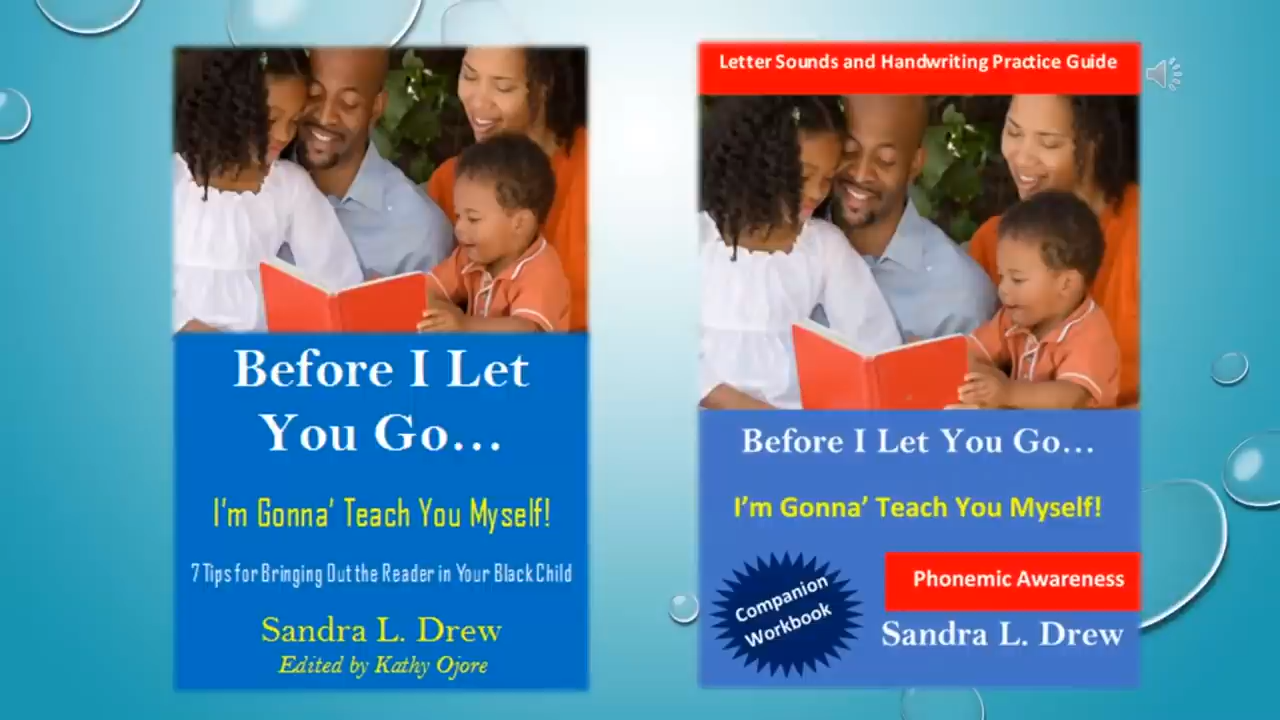 Before I Let
You Go...
I'm Gonna' Teach You Myself!
7 Tips for Bringing Out the Reader in Your Black Child
Sandra L. Drew
Edited by Kathy Ojore
Letter Sounds and Handwriting Practice Guide
Before I Let You Go...
I'm Gonna' Teach You Myself!
Companion
Workbook
Phonemic Awareness
Sandra L. Drew